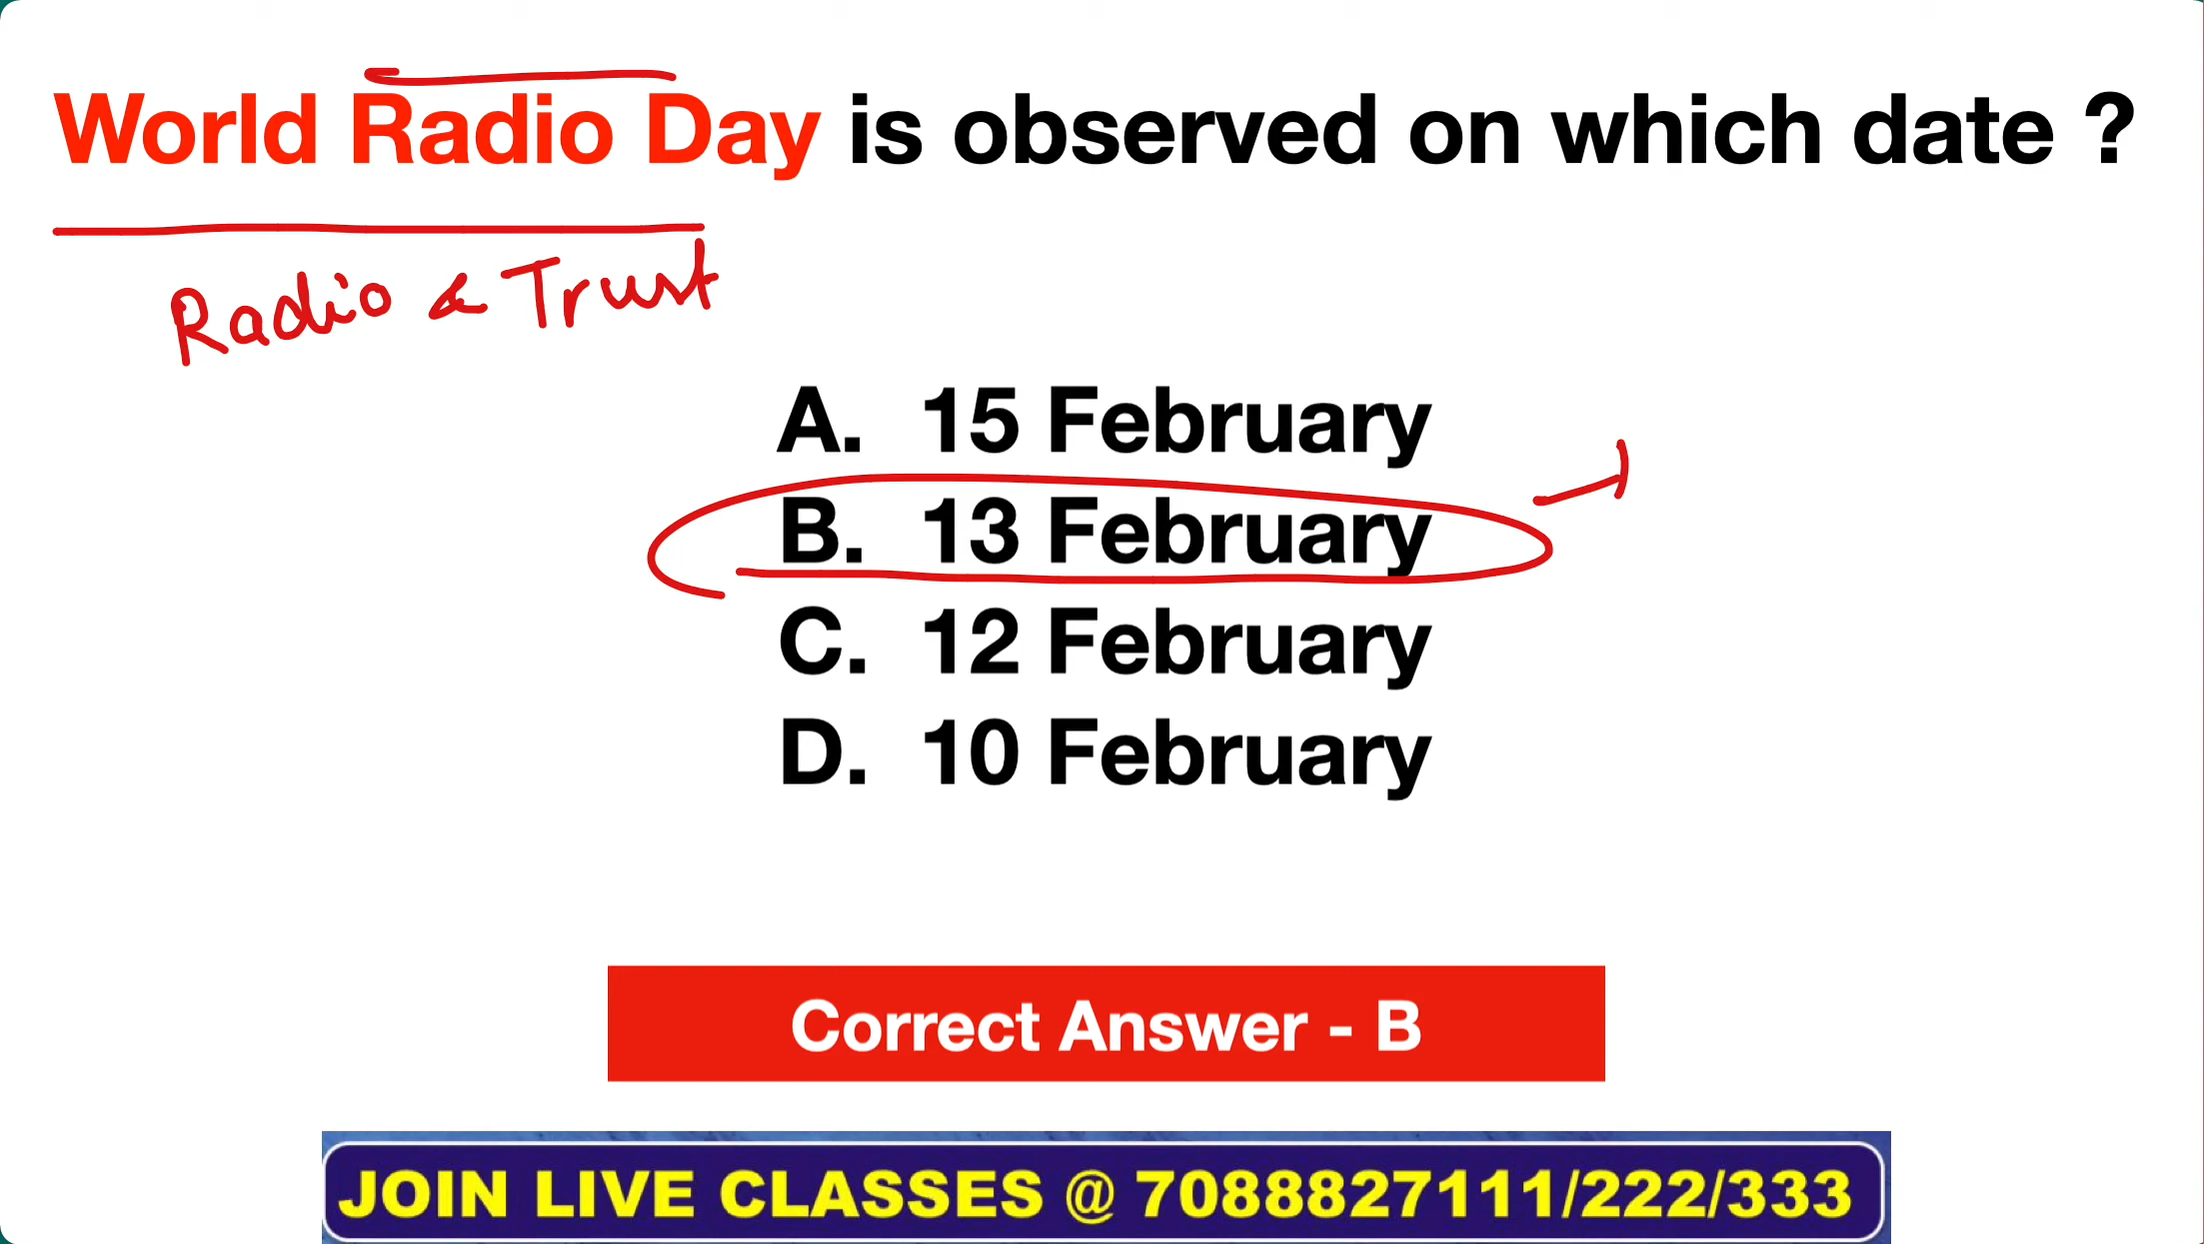 World Radio Day is observed on which date ?
Radio & Trust
A. 15 February
B. 13 February
C. 12 February
D. 10 February
Correct Answer - B
JOIN LIVE CLASSES @ 7088827111/222/333